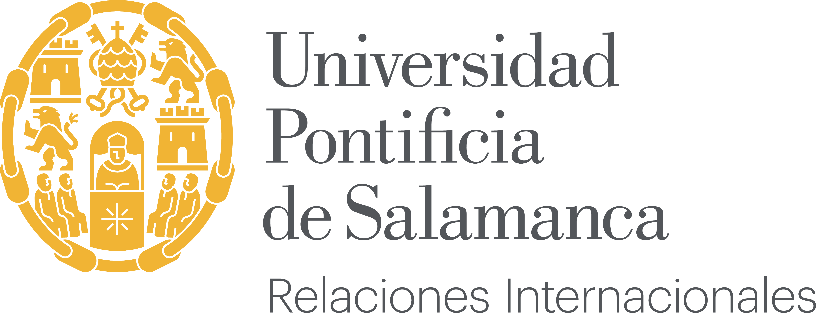 Universidad
Pontificia
de Salamanca
Relaciones Internacionales